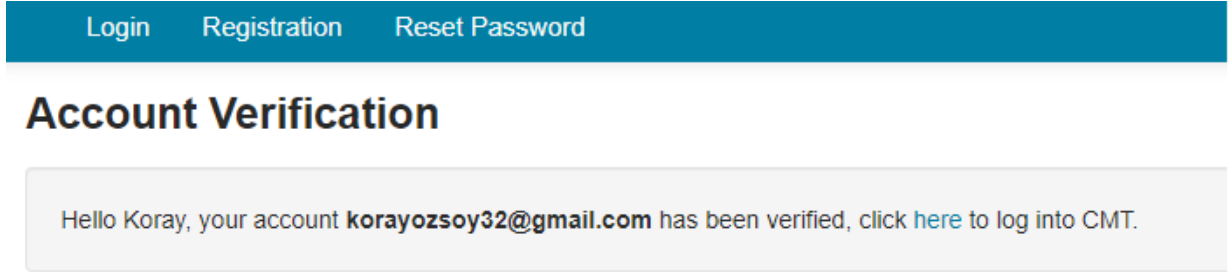 Login Registration Reset Password
Account Verification
Hello Koray, your account korayozsoy32@gmail.com has been verified, click here to log into CMT.